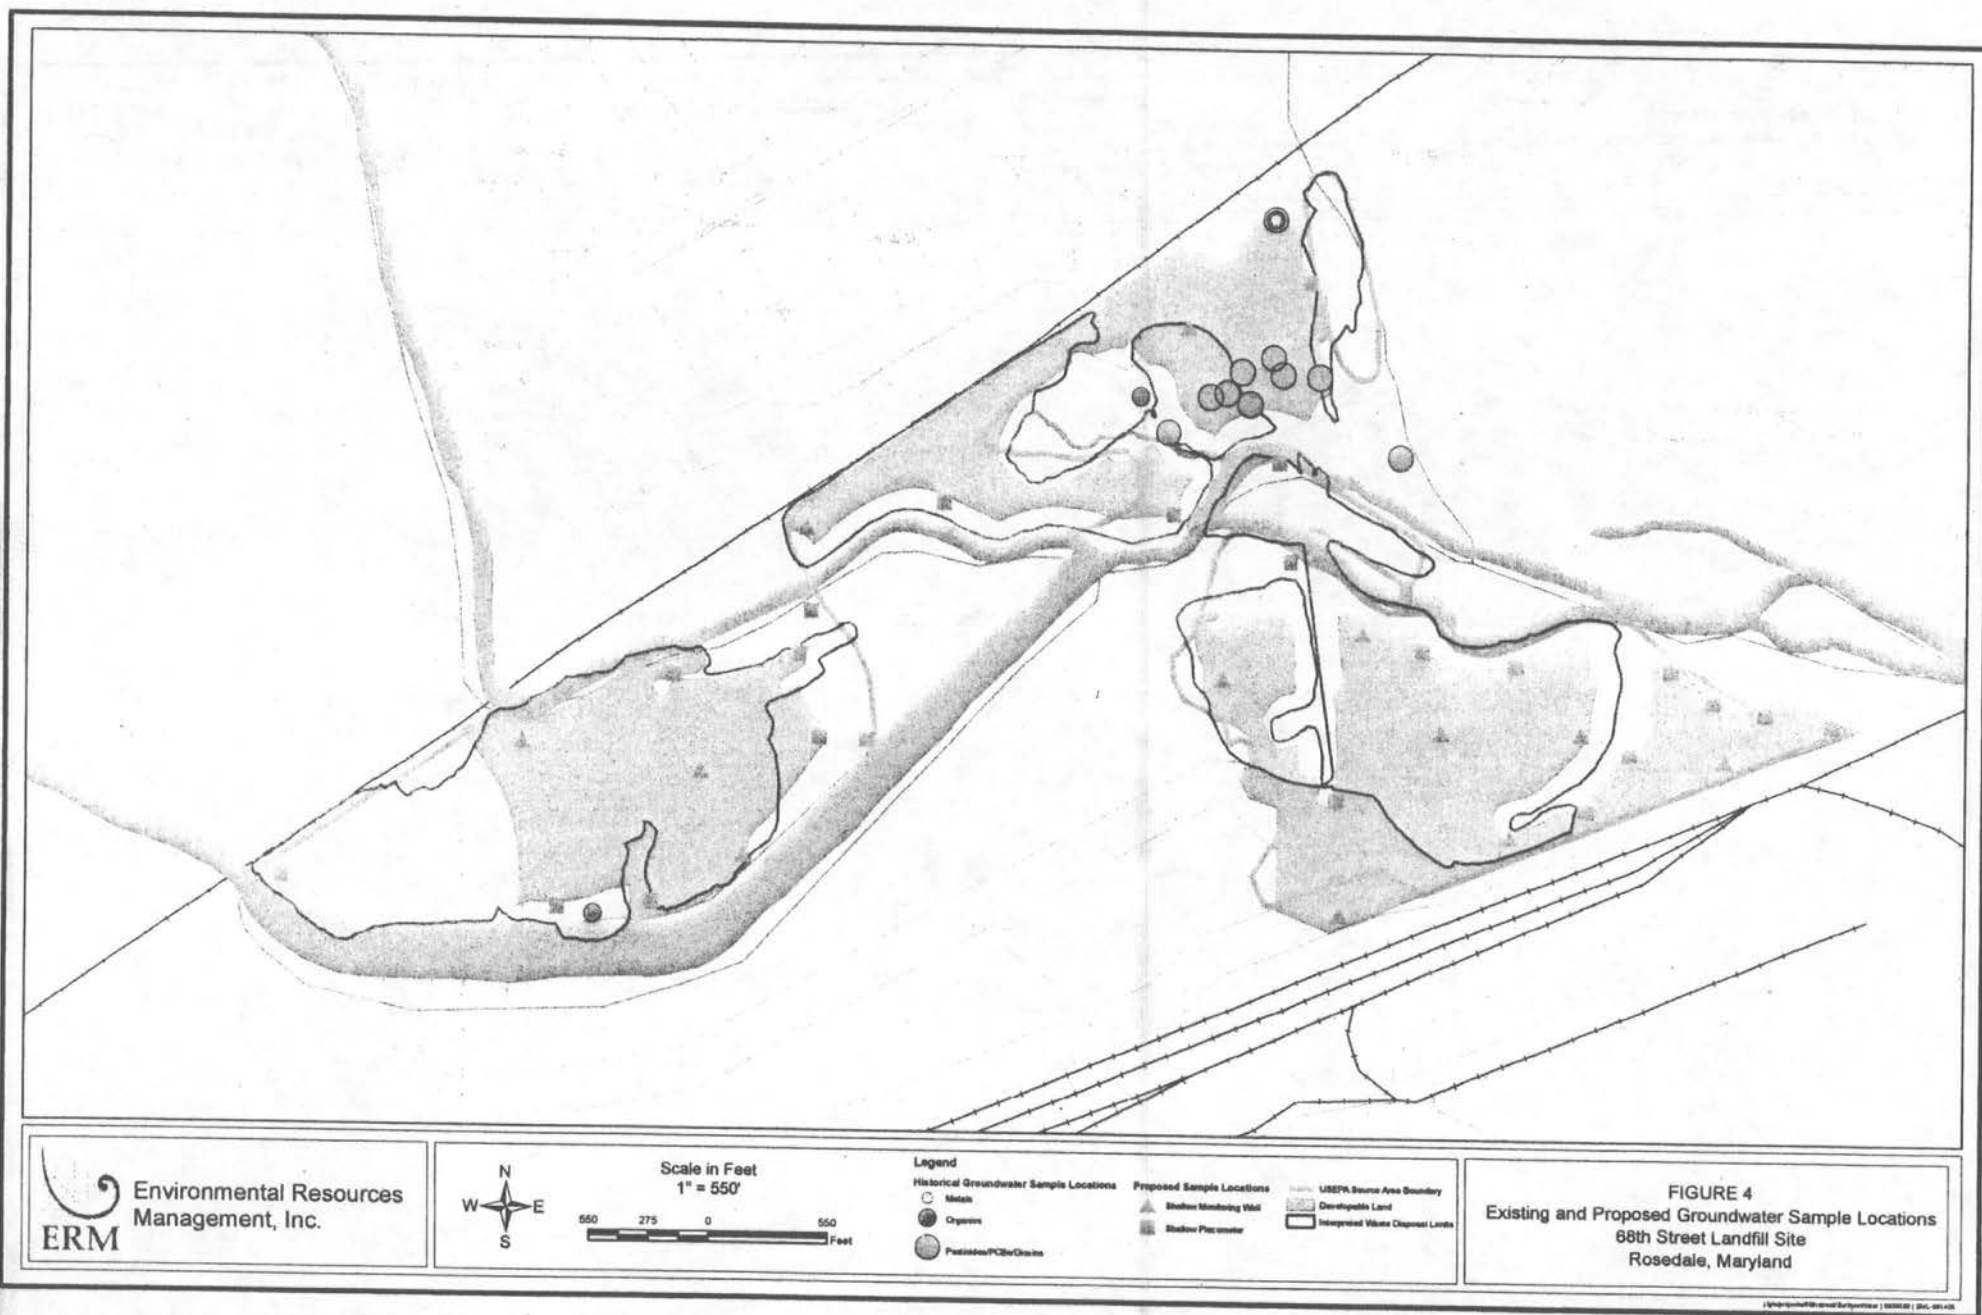 ERM
Environmental Resources
Management, Inc.
N
W E
S
Scale in Feet
1" = 550'
550 275 0 550
Feet
Legend
Historical Groundwater Sample Locations
Metals
Organics
Pesticides/PCBs/Dioxins
Proposed Sample Locations
Shallow Monitoring Well
Shallow Piezometer
USEPA Source Area Boundary
Developable Land
Interpreted Waste Disposal Limits
FIGURE 4
Existing and Proposed Groundwater Sample Locations
68th Street Landfill Site
Rosedale, Maryland